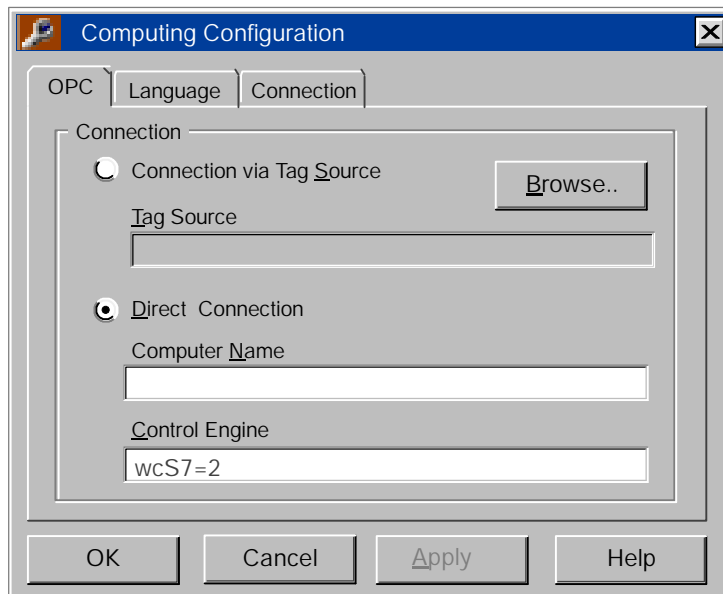 Computing Configuration
OPC
Language
Connection
Connection
Connection via Tag Source
Browse..
Tag Source
Direct Connection
Computer Name
Control Engine
wcS7=2
OK
Cancel
Apply
Help